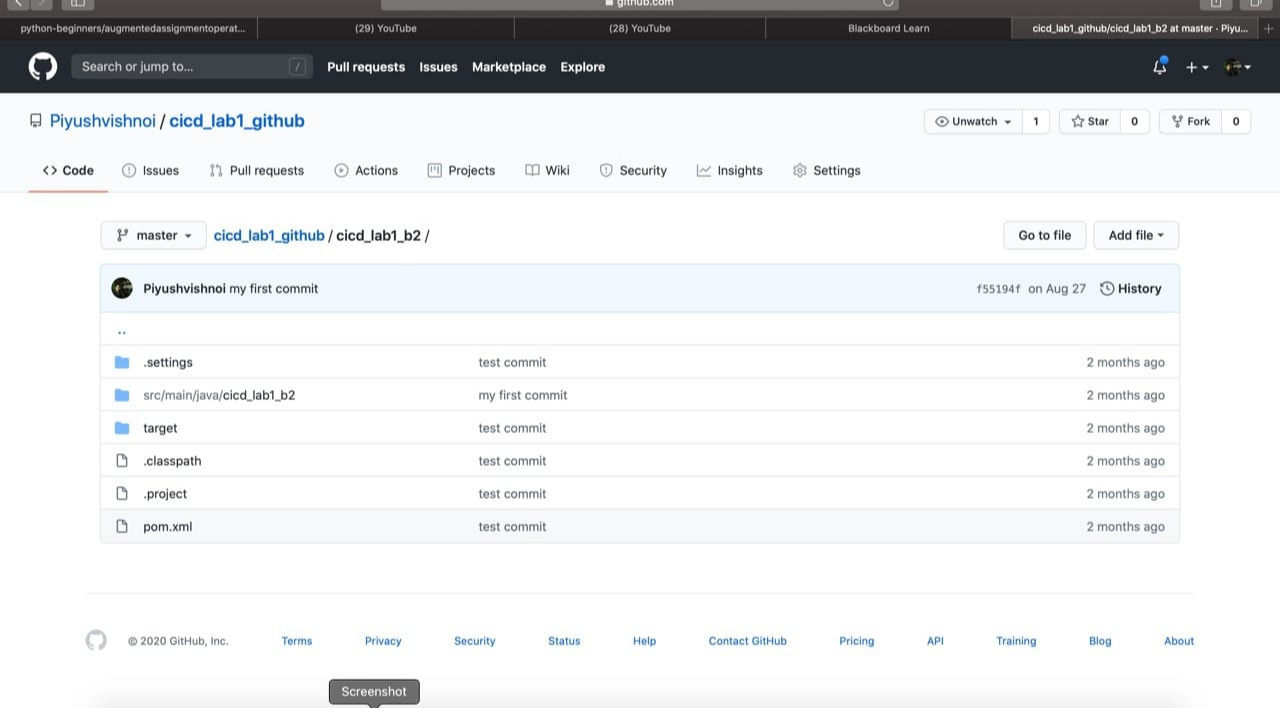 github.com
python-beginners/augmentedassignmentoperat... (29) YouTube (28) YouTube Blackboard Learn cicd_lab1_github/cicd_lab1_b2 at master · Piyu... +
Search or jump to... / Pull requests Issues Marketplace Explore
Piyushvishnoi / cicd_lab1_github Unwatch 1 Star 0 Fork 0
Code Issues Pull requests Actions Projects Wiki Security Insights Settings
master cicd_lab1_github / cicd_lab1_b2 / Go to file Add file
Piyushvishnoi my first commit f55194f on Aug 27 History
..
.settings test commit 2 months ago
src/main/java/cicd_lab1_b2 my first commit 2 months ago
target test commit 2 months ago
.classpath test commit 2 months ago
.project test commit 2 months ago
pom.xml test commit 2 months ago
© 2020 GitHub, Inc. Terms Privacy Security Status Help Contact GitHub Pricing API Training Blog About
Screenshot